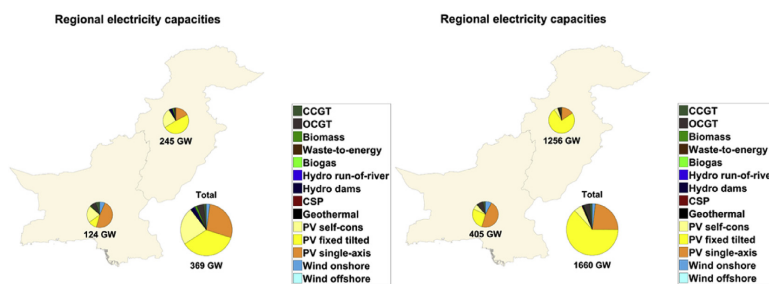 Regional electricity capacities
245 GW
124 GW
Total
369 GW
CCGT
OCGT
Biomass
Waste-to-energy
Biogas
Hydro run-of-river
Hydro dams
CSP
Geothermal
PV self-cons
PV fixed tilted
PV single-axis
Wind onshore
Wind offshore
Regional electricity capacities
1256 GW
405 GW
Total
1660 GW
CCGT
OCGT
Biomass
Waste-to-energy
Biogas
Hydro run-of-rive
Hydro dams
CSP
Geothermal
PV self-cons
PV fixed tilted
PV single-axis
Wind onshore
Wind offshore